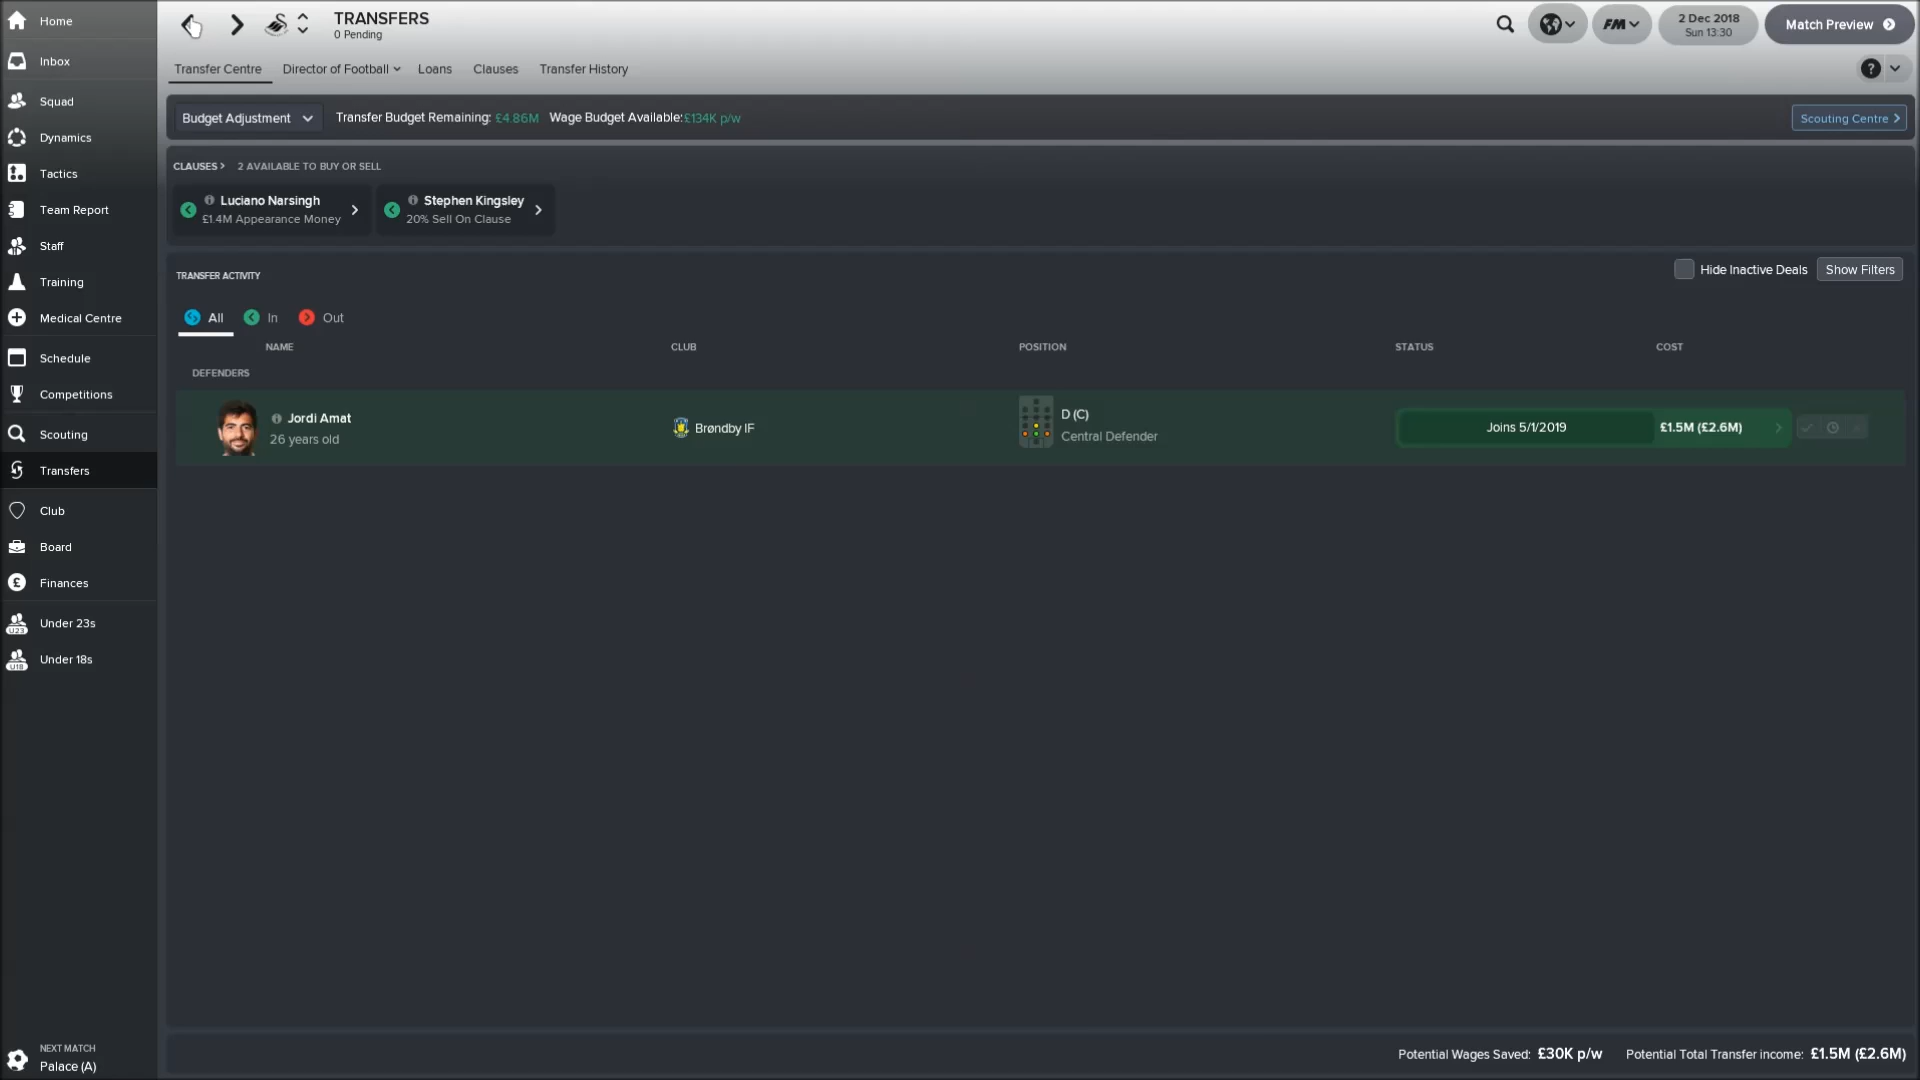 Home
Inbox
Squad
Dynamics
Tactics
Team Report
Staff
Training
Medical Centre
Schedule
Competitions
Scouting
Transfers
Club
Board
Finances
U23 Under 23s
U18 Under 18s
NEXT MATCH
Palace (A)
TRANSFERS
0 Pending
FM
2 Dec 2018
Sun 13:30
Match Preview
Transfer Centre Director of Football Loans Clauses Transfer History
Budget Adjustment Transfer Budget Remaining: £4.86M Wage Budget Available:£134K p/w Scouting Centre
CLAUSES > 2 AVAILABLE TO BUY OR SELL
Luciano Narsingh
£1.4M Appearance Money
Stephen Kingsley
20% Sell On Clause
TRANSFER ACTIVITY Hide Inactive Deals Show Filters
All In Out
NAME CLUB POSITION STATUS COST
DEFENDERS
Jordi Amat
26 years old
Brøndby IF
D (C)
Central Defender
Joins 5/1/2019 £1.5M (£2.6M)
Potential Wages Saved: £30K p/w Potential Total Transfer income: £1.5M (£2.6M)